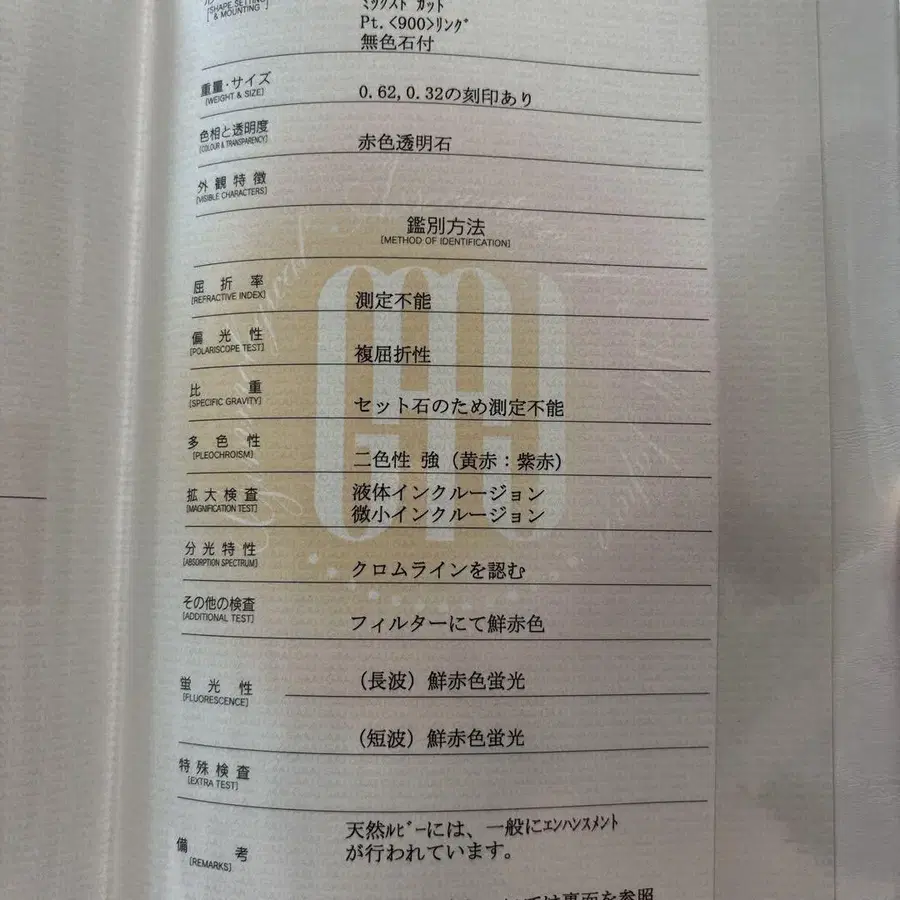 [SHAPE SETTING
& MOUNTING]
ミックスト カット
Pt.<900>リング
無色石付
重量・サイズ
[WEIGHT & SIZE]
0.62,0.32の刻印あり
色相と透明度
[COLOUR & TRANSPARENCY]
赤色透明石
外観特徴
[VISIBLE CHARACTERS]
鑑別方法
[METHOD OF IDENTIFICATION]
屈折率
[REFRACTIVE INDEX]
測定不能
偏光性
[POLARISCOPE TEST]
複屈折性
比重
[SPECIFIC GRAVITY]
セット石のため測定不能
多色性
[PLEOCHROISM]
二色性 強 (黄赤:紫赤)
拡大検査
[MAGNIFICATION TEST]
液体インクルージョン
微小インクルージョン
分光特性
[ABSORPTION SPECTRUM]
クロムラインを認む
その他の検査
[ADDITIONAL TEST]
フィルターにて鮮赤色
蛍光性
[FLUORESCENCE]
(長波) 鮮赤色蛍光
(短波) 鮮赤色蛍光
特殊検査
[EXTRA TEST]
備考
[REMARKS]
天然ルビーには、一般にエンハンスメント
が行われています。
ては裏面を参照